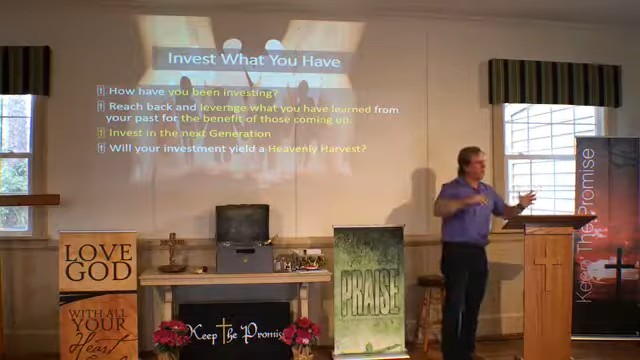 Invest What You Have
How have you been investing?
Reach back and leverage what you have learned from
your past for the benefit of those coming up.
Invest in the next Generation
Will your investment yield a Heavenly Harvest?
LOVE
GOD
WITH ALL
YOUR
Heart
Keep the Promise
PRAISE
Keepin' The Promise